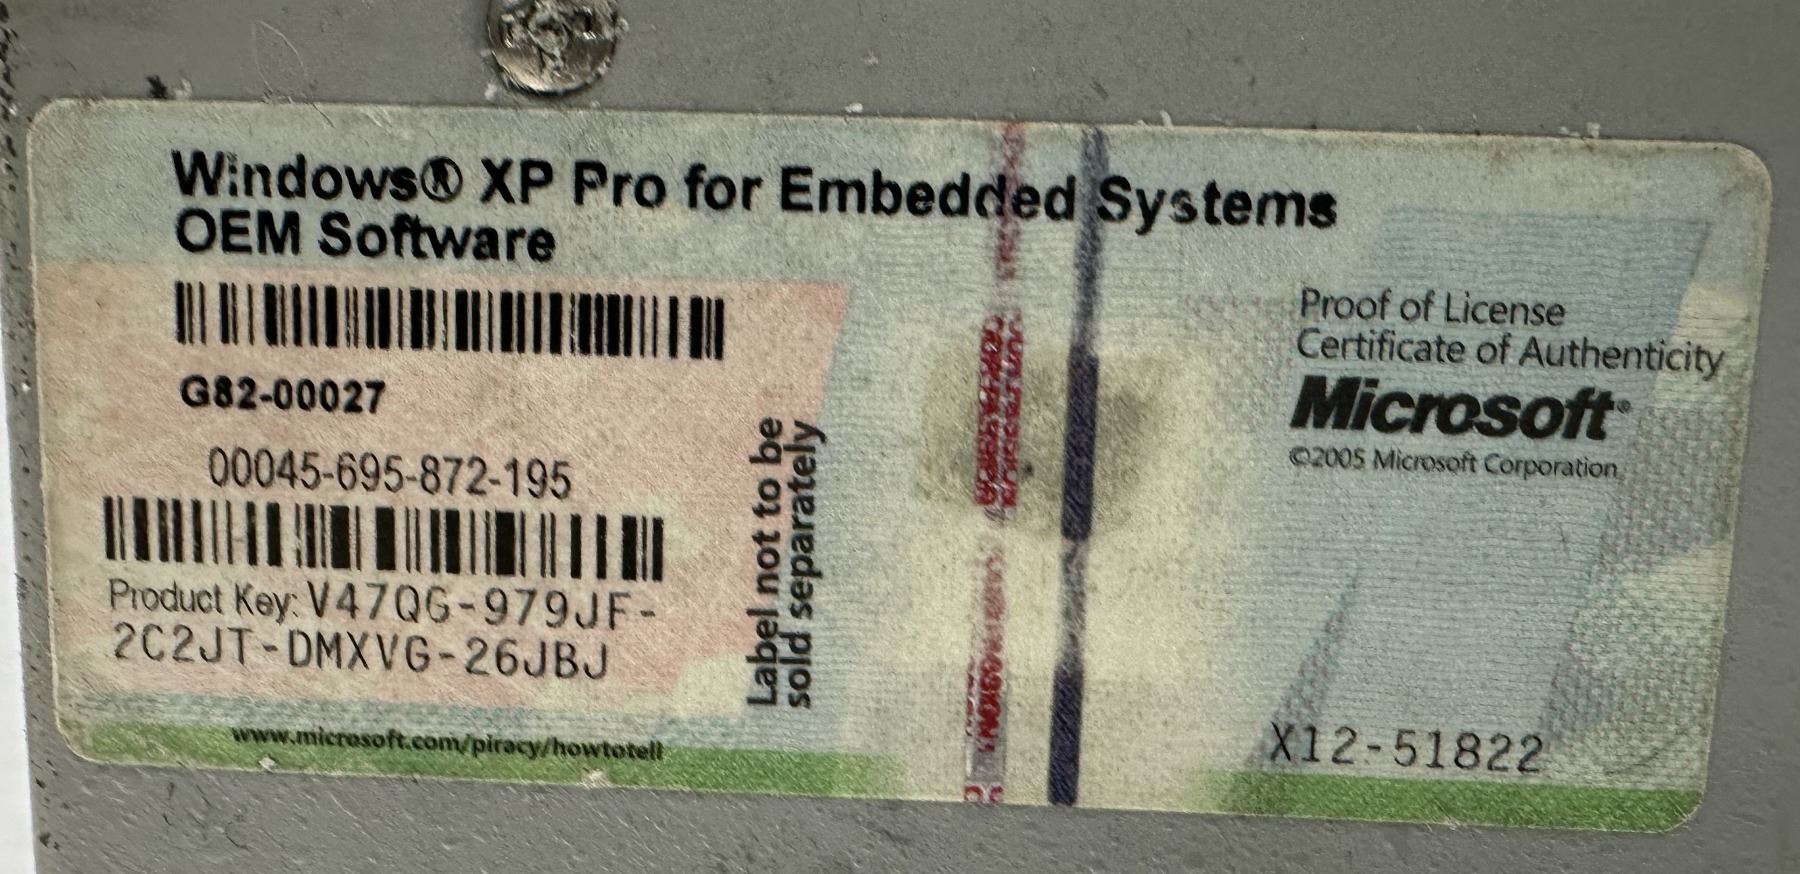 Windows® XP Pro for Embedded Systems
OEM Software
G82-00027
00045-695-872-195
Product Key: V47QG-979JF-
2C2JT-DMXVG-26JBJ
www.microsoft.com/piracy/howtotell
Label not to be
sold separately
Proof of License
Certificate of Authenticity
Microsoft®
©2005 Microsoft Corporation
X12-51822